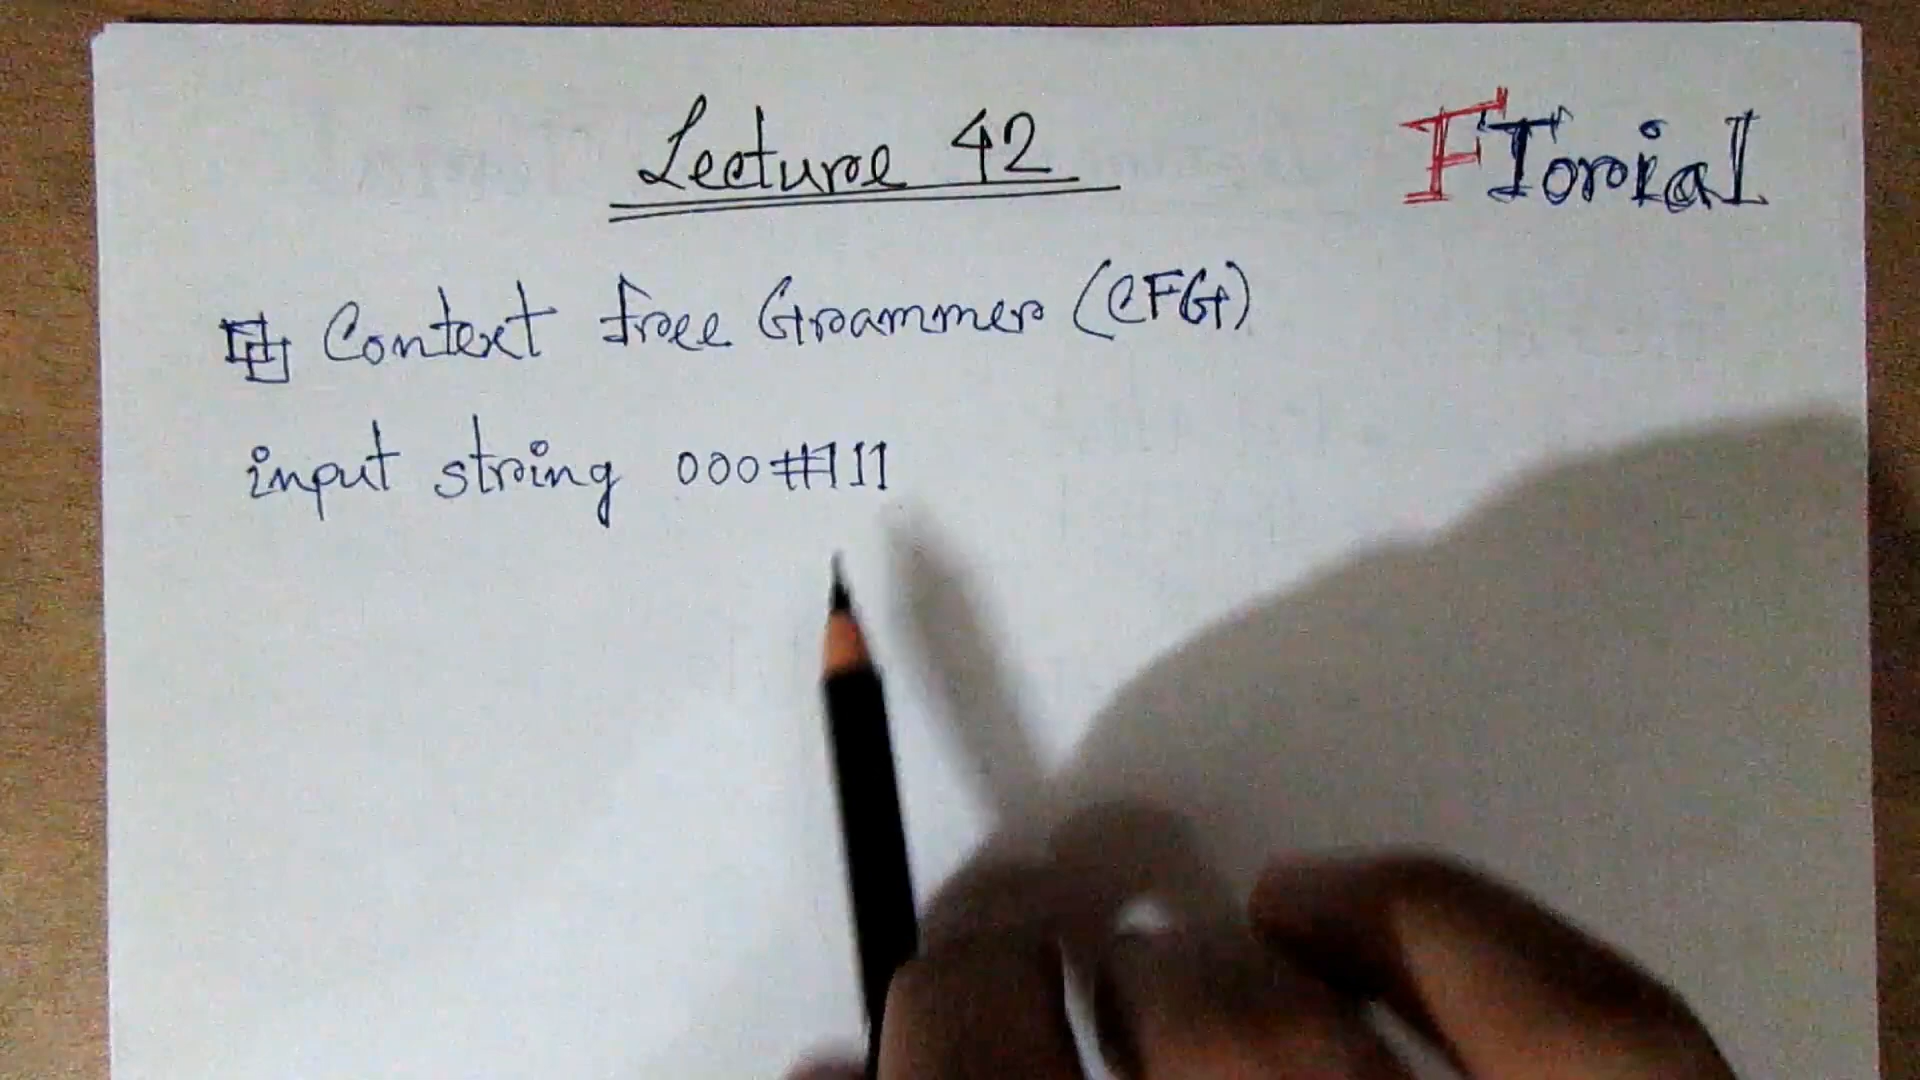 Lecture 42
FTorial
Context free Grammer (CFG)
input string 000#111